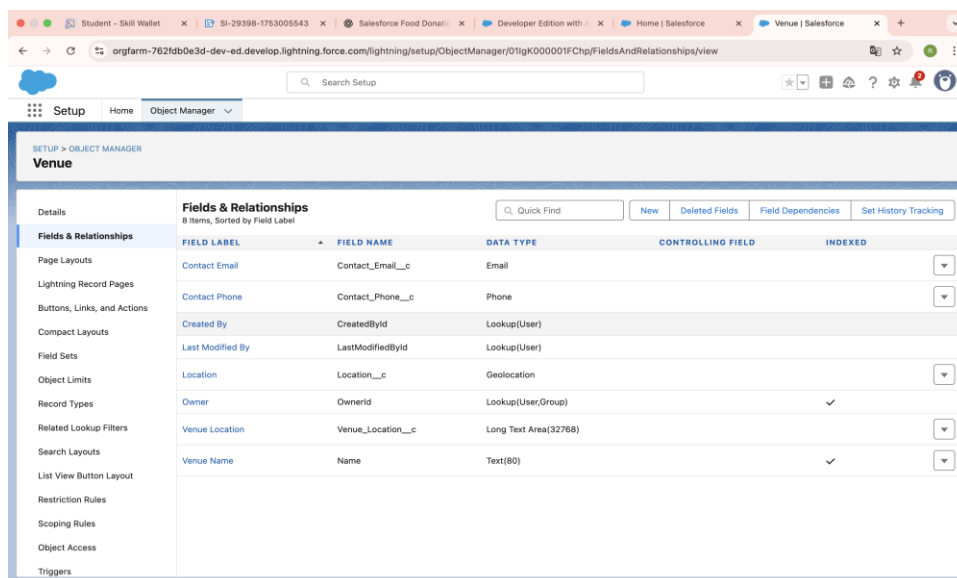 Student - Skill Wallet
SI-29398-1753005543
Salesforce Food Donatic
Developer Edition with A
Home | Salesforce
Venue | Salesforce
orgfarm-762fdb0e3d-dev-ed.develop.lightning.force.com/lightning/setup/ObjectManager/01IgK000001FChp/FieldsAndRelationships/view
R
Search Setup
2
Setup
Home
Object Manager
SETUP > OBJECT MANAGER
Venue
Details
Fields & Relationships
Page Layouts
Lightning Record Pages
Buttons, Links, and Actions
Compact Layouts
Field Sets
Object Limits
Record Types
Related Lookup Filters
Search Layouts
List View Button Layout
Restriction Rules
Scoping Rules
Object Access
Triggers
Fields & Relationships
8 Items, Sorted by Field Label
Quick Find
New
Deleted Fields
Field Dependencies
Set History Tracking
FIELD LABEL FIELD NAME DATA TYPE CONTROLLING FIELD INDEXED
Contact Email Contact_Email__c Email
Contact Phone Contact_Phone__c Phone
Created By CreatedById Lookup(User)
Last Modified By LastModifiedById Lookup(User)
Location Location__c Geolocation
Owner OwnerId Lookup(User,Group)
Venue Location Venue_Location__c Long Text Area(32768)
Venue Name Name Text(80)